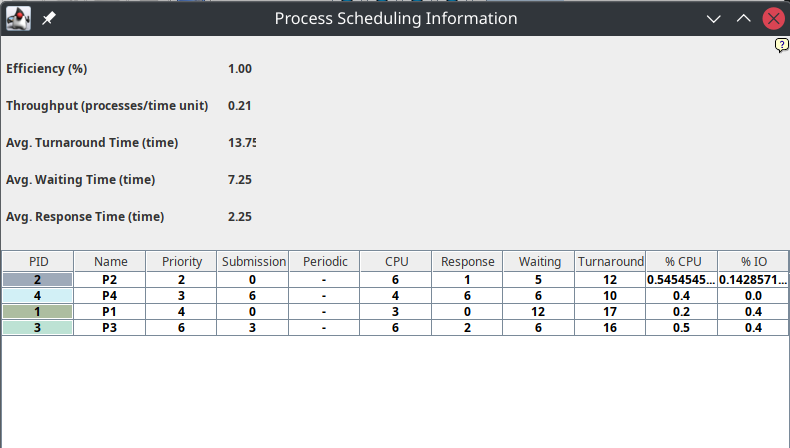 Process Scheduling Information
?
Efficiency (%) 1.00
Throughput (processes/time unit) 0.21
Avg. Turnaround Time (time) 13.75
Avg. Waiting Time (time) 7.25
Avg. Response Time (time) 2.25
PID Name Priority Submission Periodic CPU Response Waiting Turnaround % CPU % IO
2 P2 2 0 - 6 1 5 12 0.5454545... 0.1428571...
4 P4 3 6 - 4 6 6 10 0.4 0.0
1 P1 4 0 - 3 0 12 17 0.2 0.4
3 P3 6 3 - 6 2 6 16 0.5 0.4